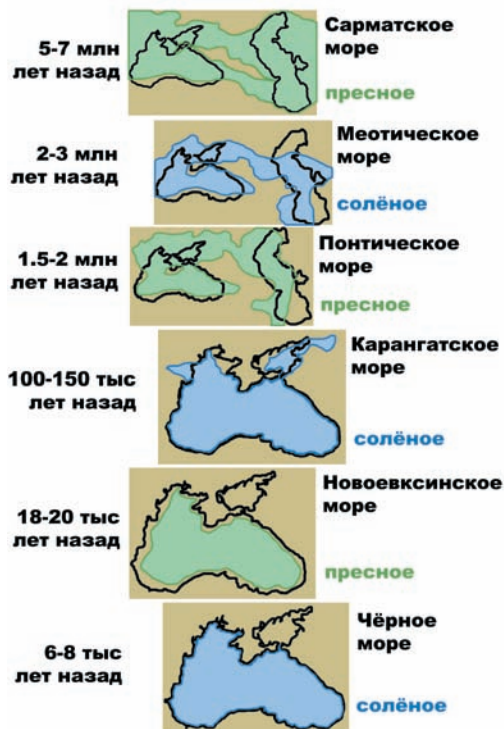 5-7 млн
лет назад
Сарматское
море
пресное
2-3 млн
лет назад
Меотическое
море
солёное
1.5-2 млн
лет назад
Понтическое
море
пресное
100-150 тыс
лет назад
Карангатское
море
солёное
18-20 тыс
лет назад
Новоевксинское
море
пресное
6-8 тыс
лет назад
Чёрное
море
солёное